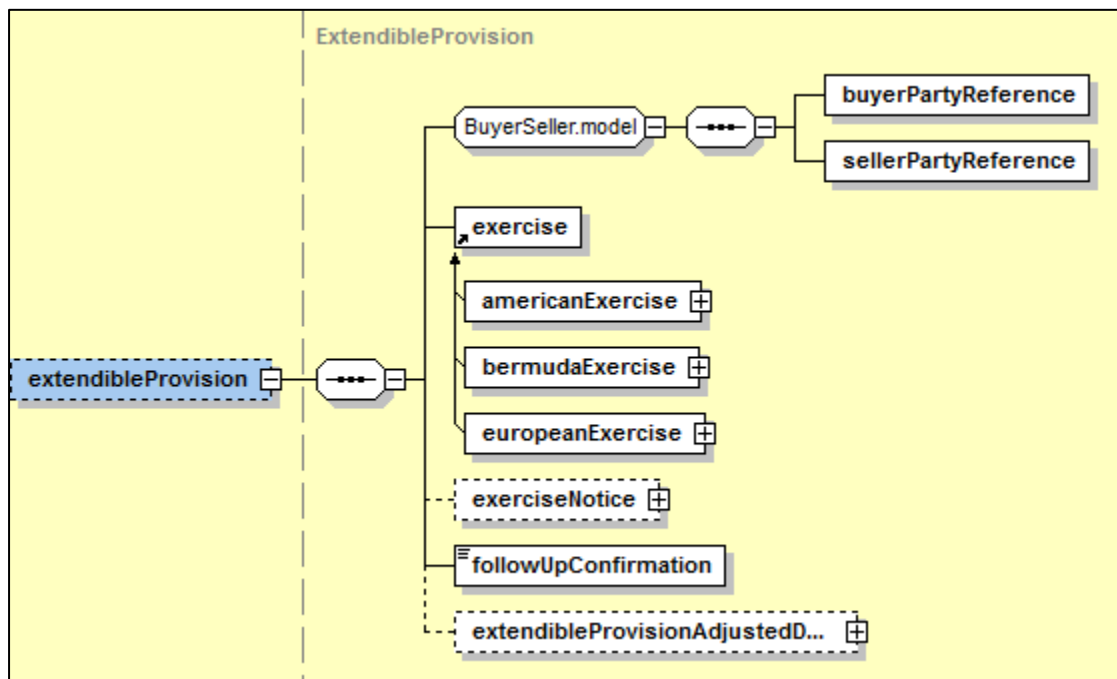 ExtendibleProvision
BuyerSeller.model
buyerPartyReference
sellerPartyReference
exercise
americanExercise
bermudaExercise
extendibleProvision
europeanExercise
exerciseNotice
followUpConfirmation
extendibleProvisionAdjustedD...